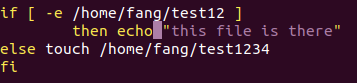 if [ -e /home/fang/test12 ]
then echo "this file is there"
else touch /home/fang/test1234
fi